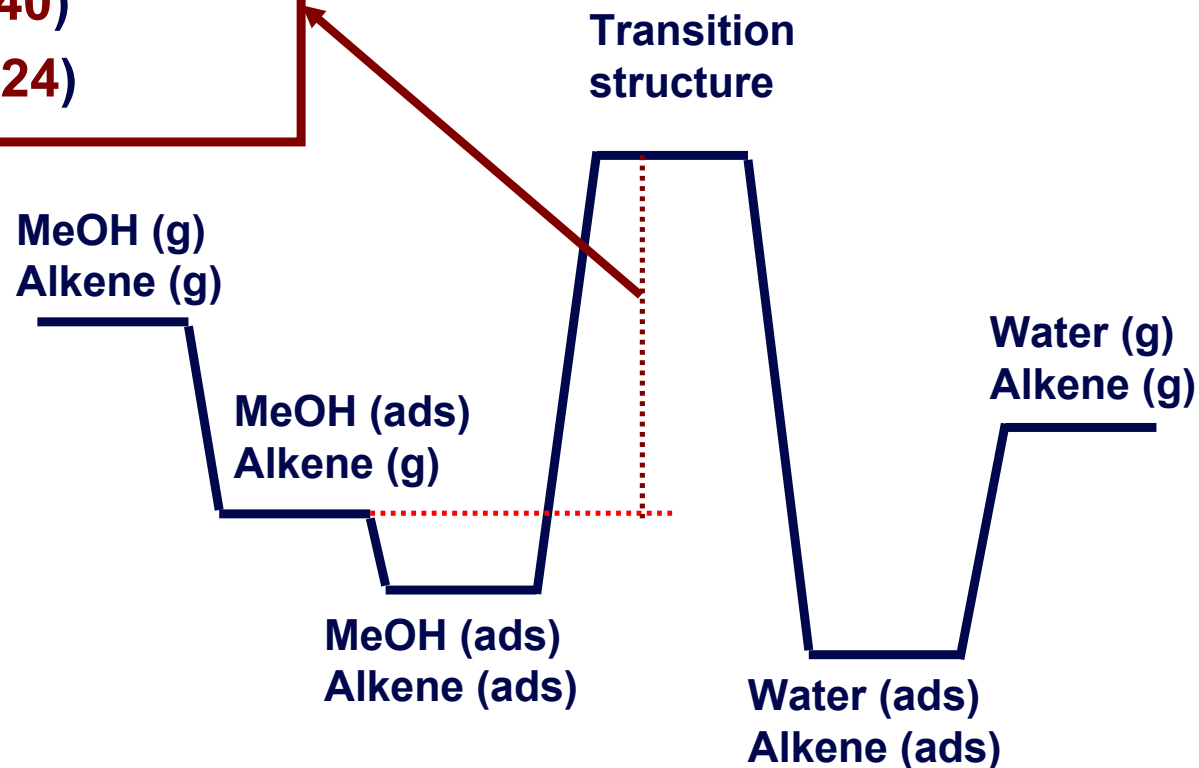 40)
24)
Transition
structure
MeOH (g)
Alkene (g)
MeOH (ads)
Alkene (g)
Water (g)
Alkene (g)
MeOH (ads)
Alkene (ads)
Water (ads)
Alkene (ads)